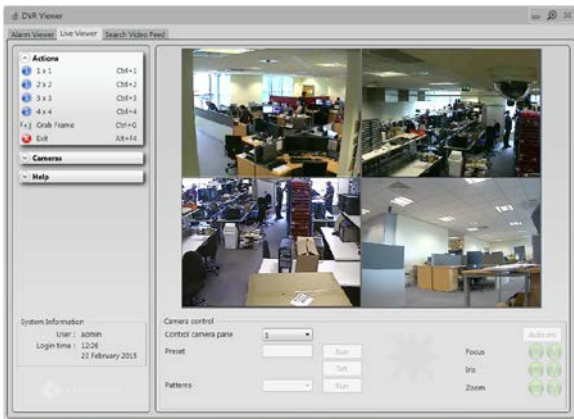 DVR Viewer
Alarm Viewer Live Viewer Search Video Feed
Actions
1 x 1 Ctrl+1
2 x 2 Ctrl+2
3 x 3 Ctrl+3
4 x 4 Ctrl+4
Grab Frame Ctrl+G
Exit Alt+F4
Cameras
Help
System Information
User : admin
Login time : 12:26
23 February 2015
Camera control
Control camera pane 1
Preset Run
Set
Patterns Run
Focus
Iris
Zoom